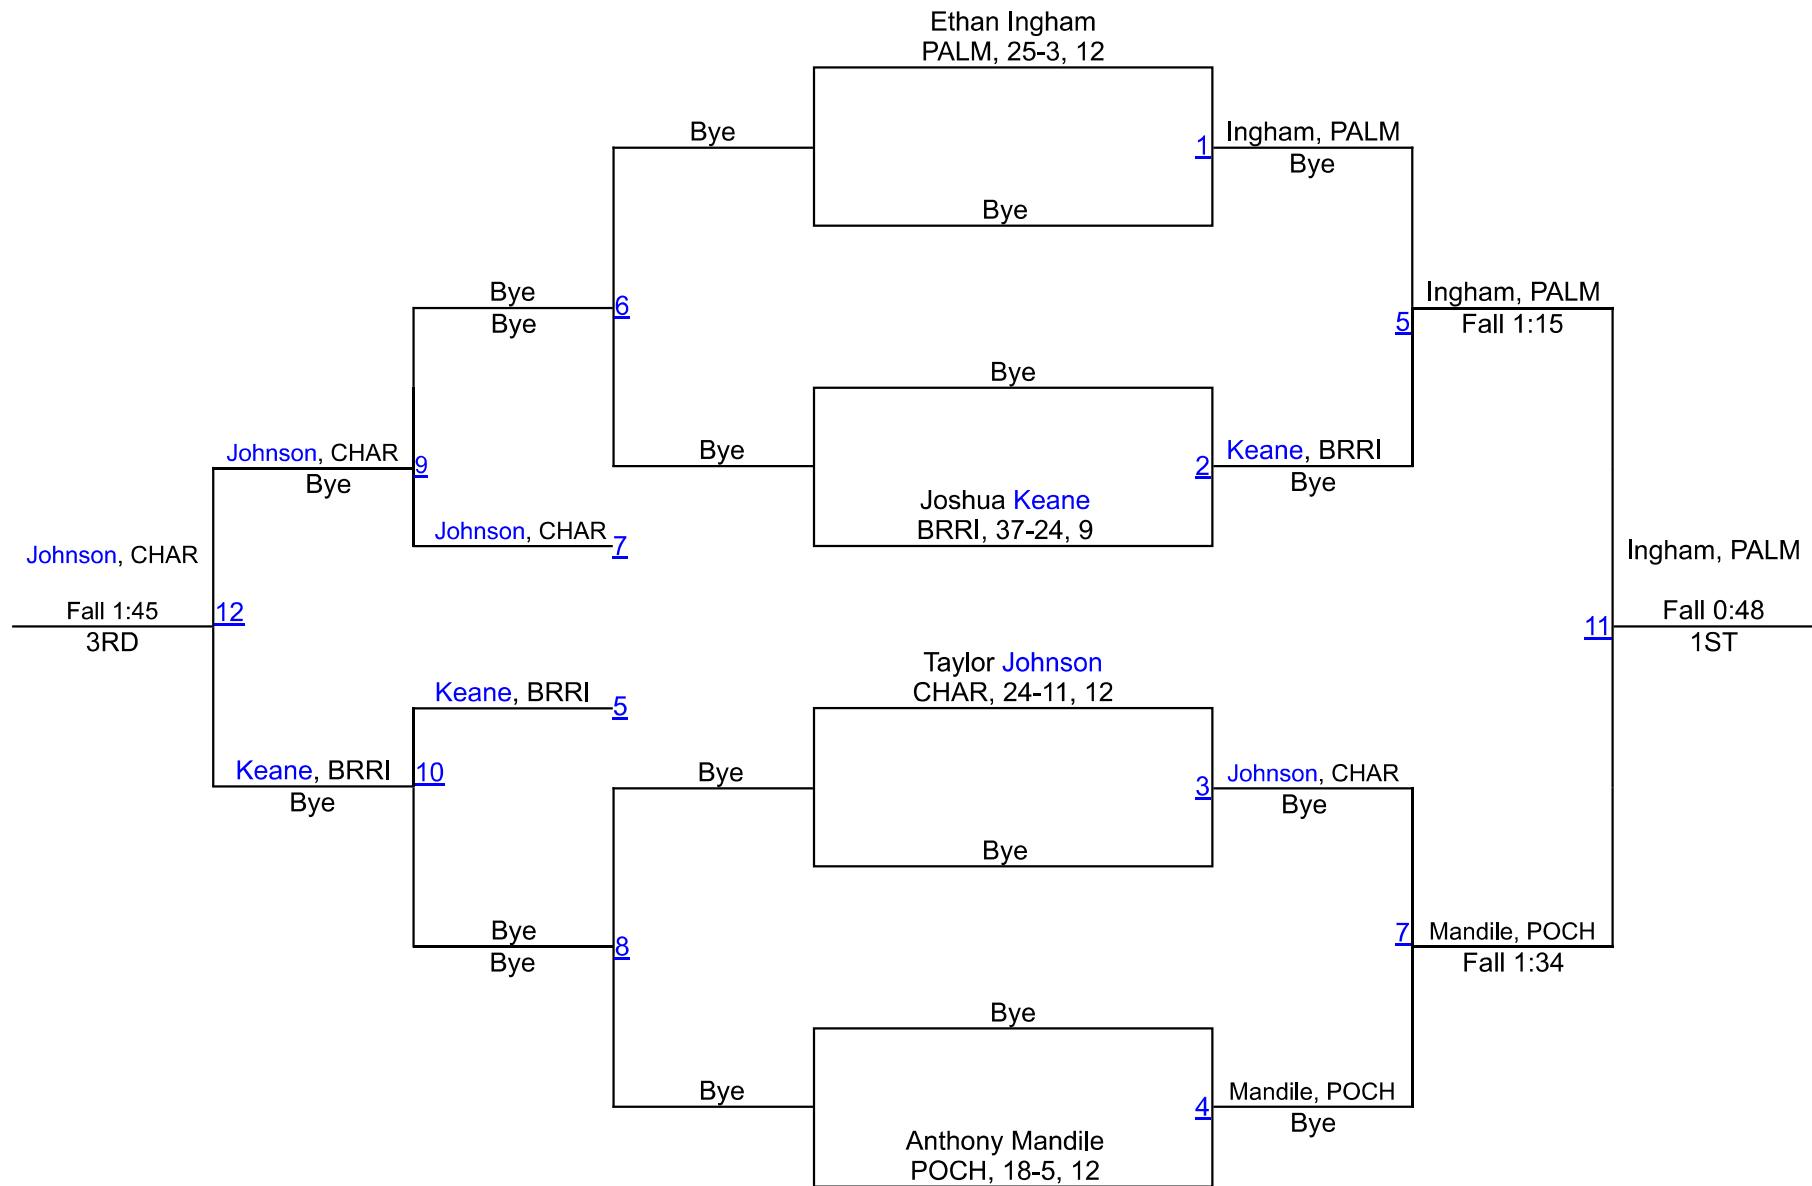 Ethan Ingham
PALM, 25-3, 12
Bye
1
Ingham, PALM
Bye
Bye
Bye
Bye
6
5
Ingham, PALM
Fall 1:15
Bye
Johnson, CHAR
Bye
9
Bye
2
Keane, BRRI
Bye
Joshua Keane
BRRI, 37-24, 9
Johnson, CHAR
7
Johnson, CHAR
Fall 1:45
3RD
12
Ingham, PALM
Fall 0:48
1ST
11
Taylor Johnson
CHAR, 24-11, 12
Keane, BRRI
5
Keane, BRRI
Bye
10
Bye
3
Johnson, CHAR
Bye
Bye
Bye
Bye
8
7
Mandile, POCH
Fall 1:34
Bye
Bye
4
Mandile, POCH
Bye
Anthony Mandile
POCH, 18-5, 12